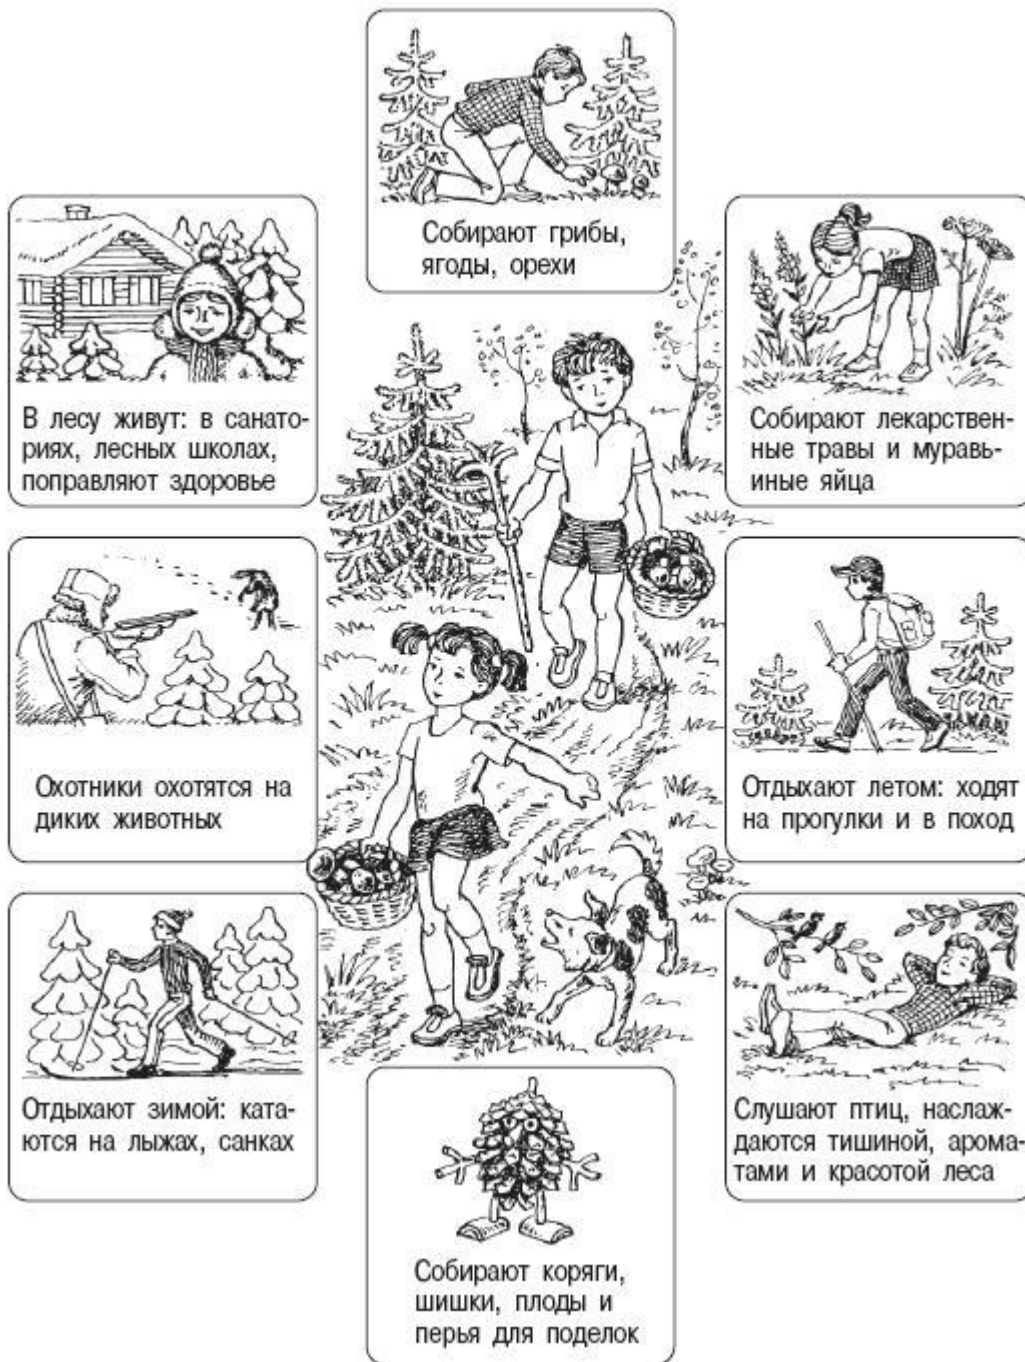 Собирают грибы,
ягоды, орехи
В лесу живут: в санато-
риях, лесных школах,
поправляют здоровье
Собирают лекарствен-
ные травы и муравь-
иные яйца
Охотники охотятся на
диких животных
Отдыхают летом: ходят
на прогулки и в поход
Отдыхают зимой: ката-
ются на лыжах, санках
Слушают птиц, наслаж-
даются тишиной, арома-
тами и красотой леса
Собирают коряги,
шишки, плоды и
перья для поделок